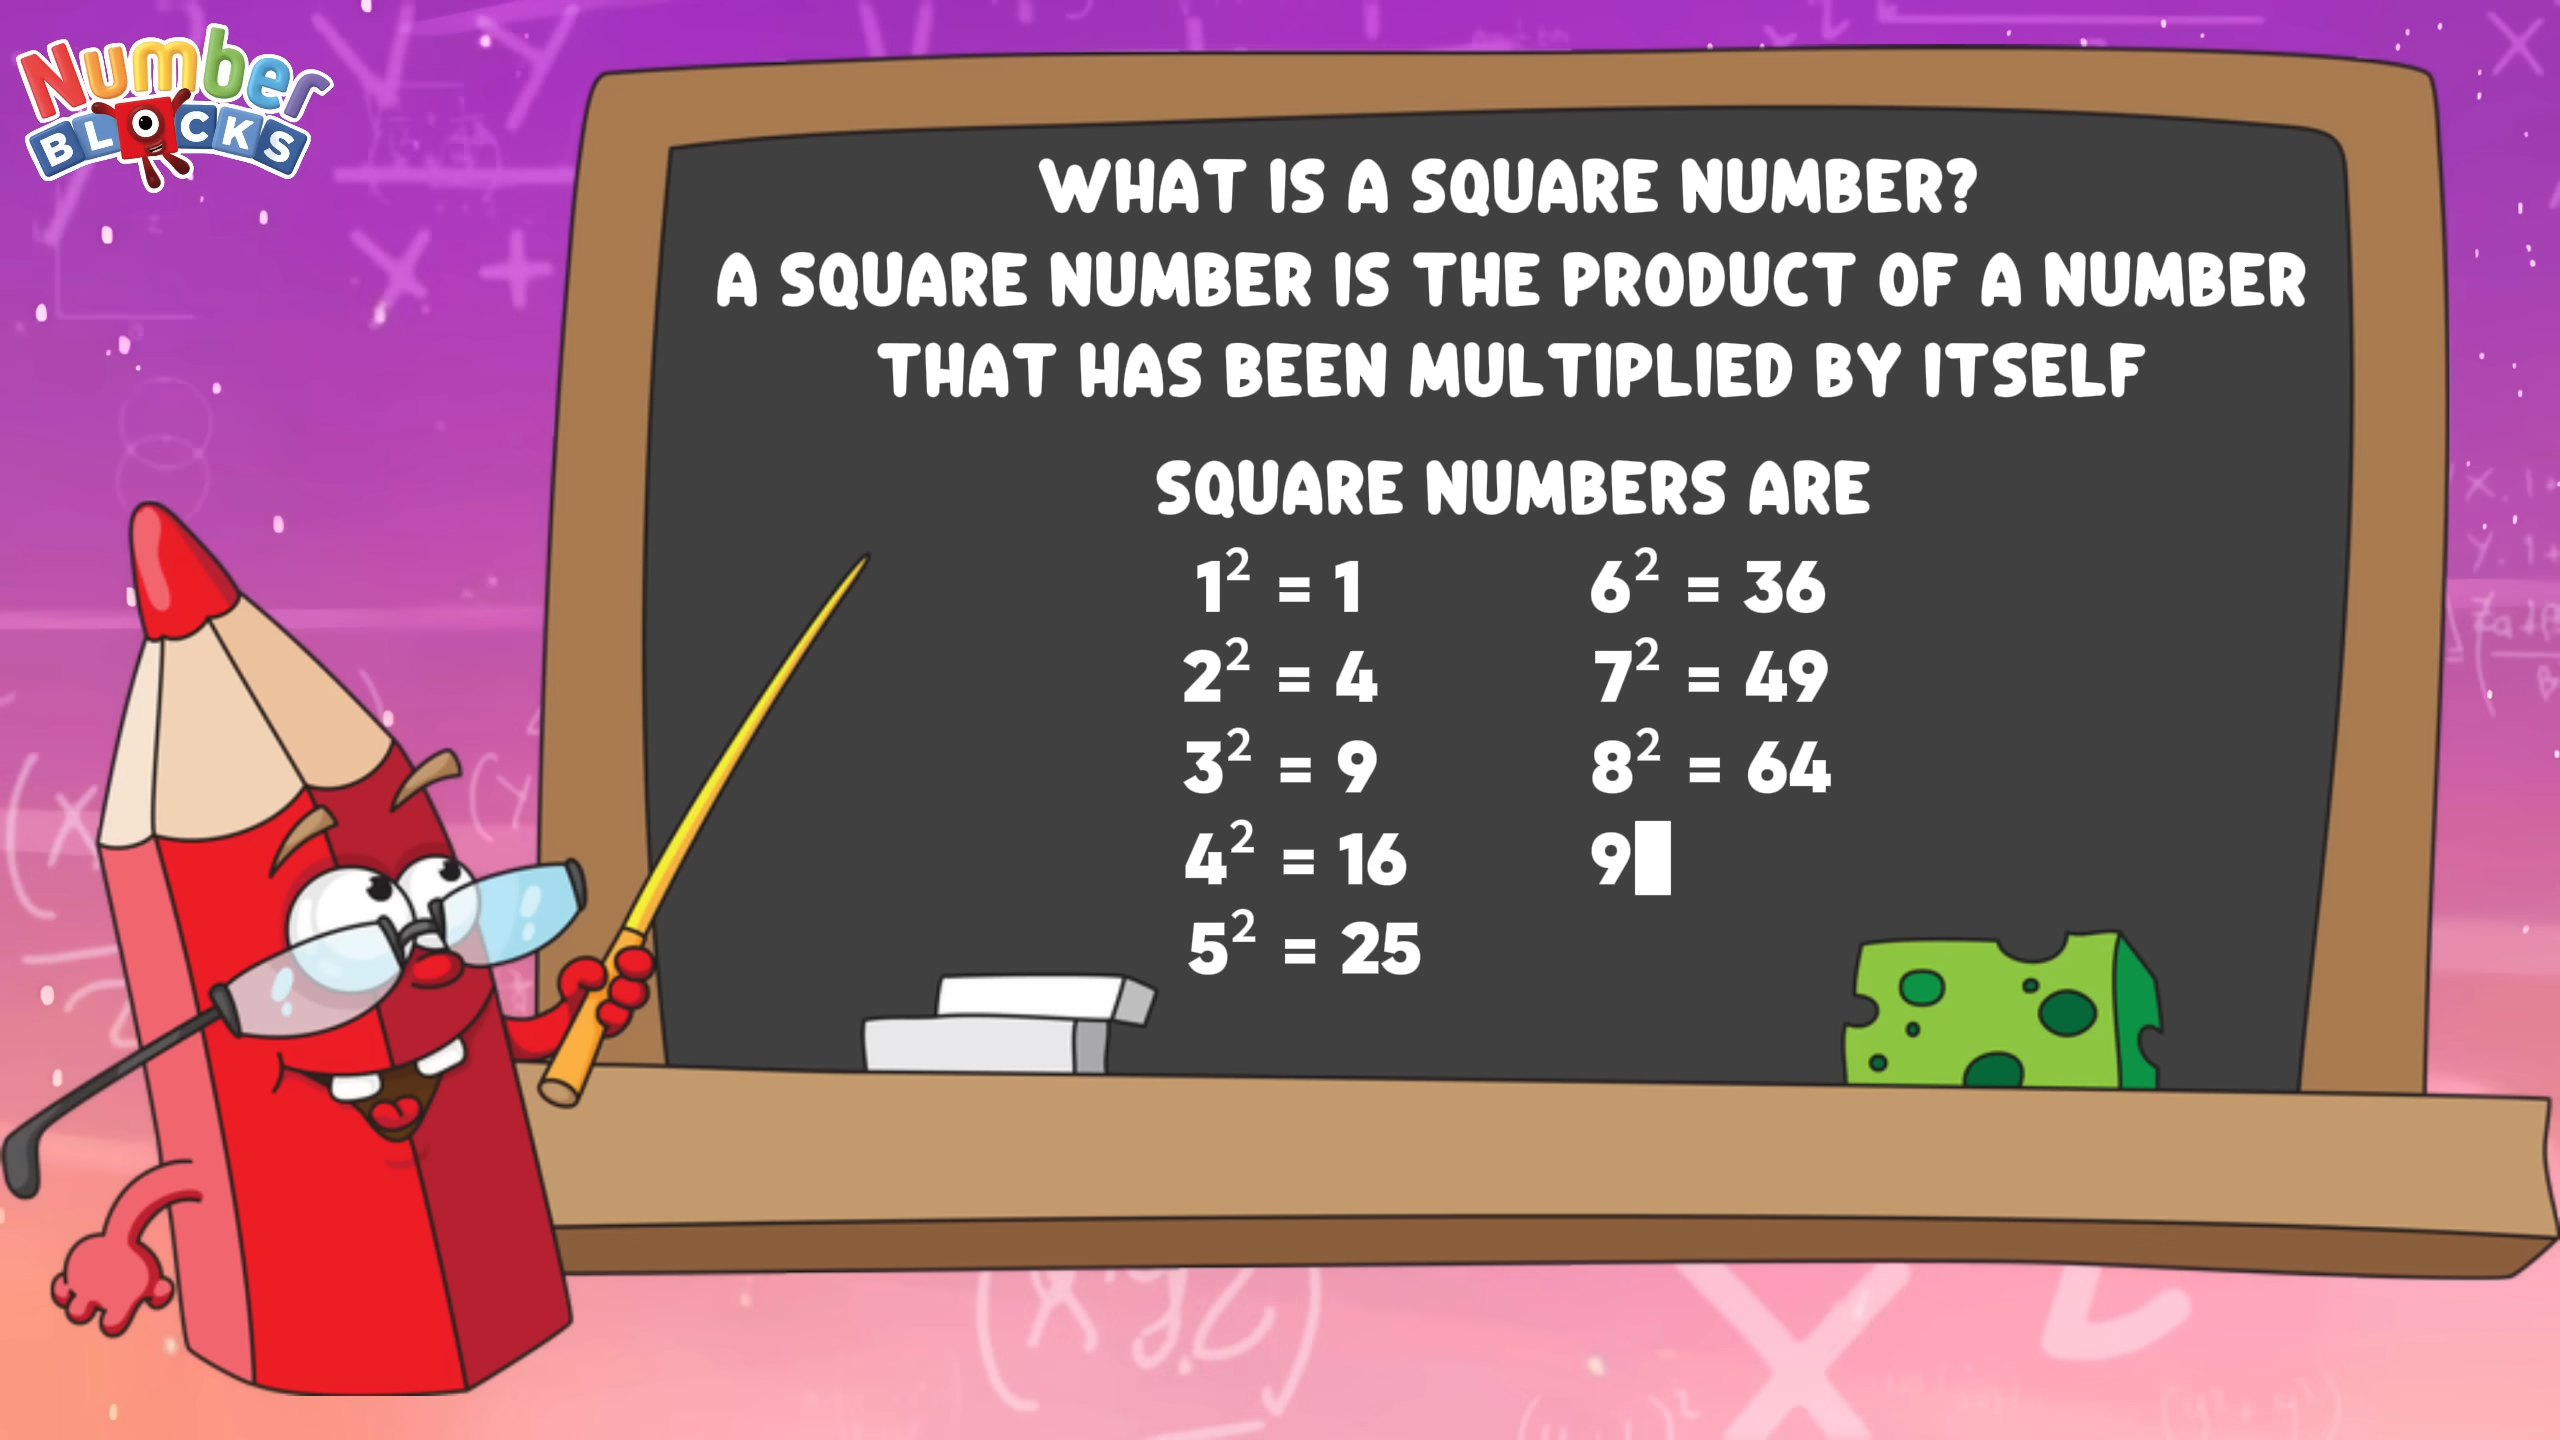 Number
BLOCKS
WHAT IS A SQUARE NUMBER?
A SQUARE NUMBER IS THE PRODUCT OF A NUMBER
THAT HAS BEEN MULTIPLIED BY ITSELF
SQUARE NUMBERS ARE
1² = 1
2² = 4
3² = 9
4² = 16
5² = 25
6² = 36
7² = 49
8² = 64
9